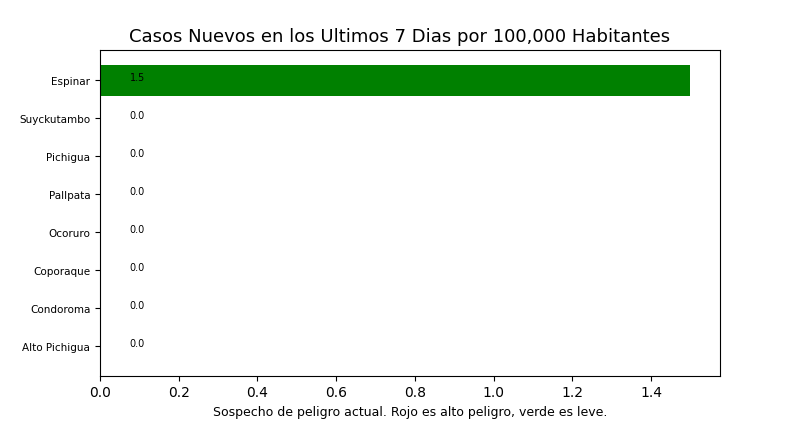 Casos Nuevos en los Ultimos 7 Dias por 100,000 Habitantes
Espinar 1.5
Suyckutambo 0.0
Pichigua 0.0
Pallpata 0.0
Ocoruro 0.0
Coporaque 0.0
Condoroma 0.0
Alto Pichigua 0.0
0.0 0.2 0.4 0.6 0.8 1.0 1.2 1.4
Sospecho de peligro actual. Rojo es alto peligro, verde es leve.